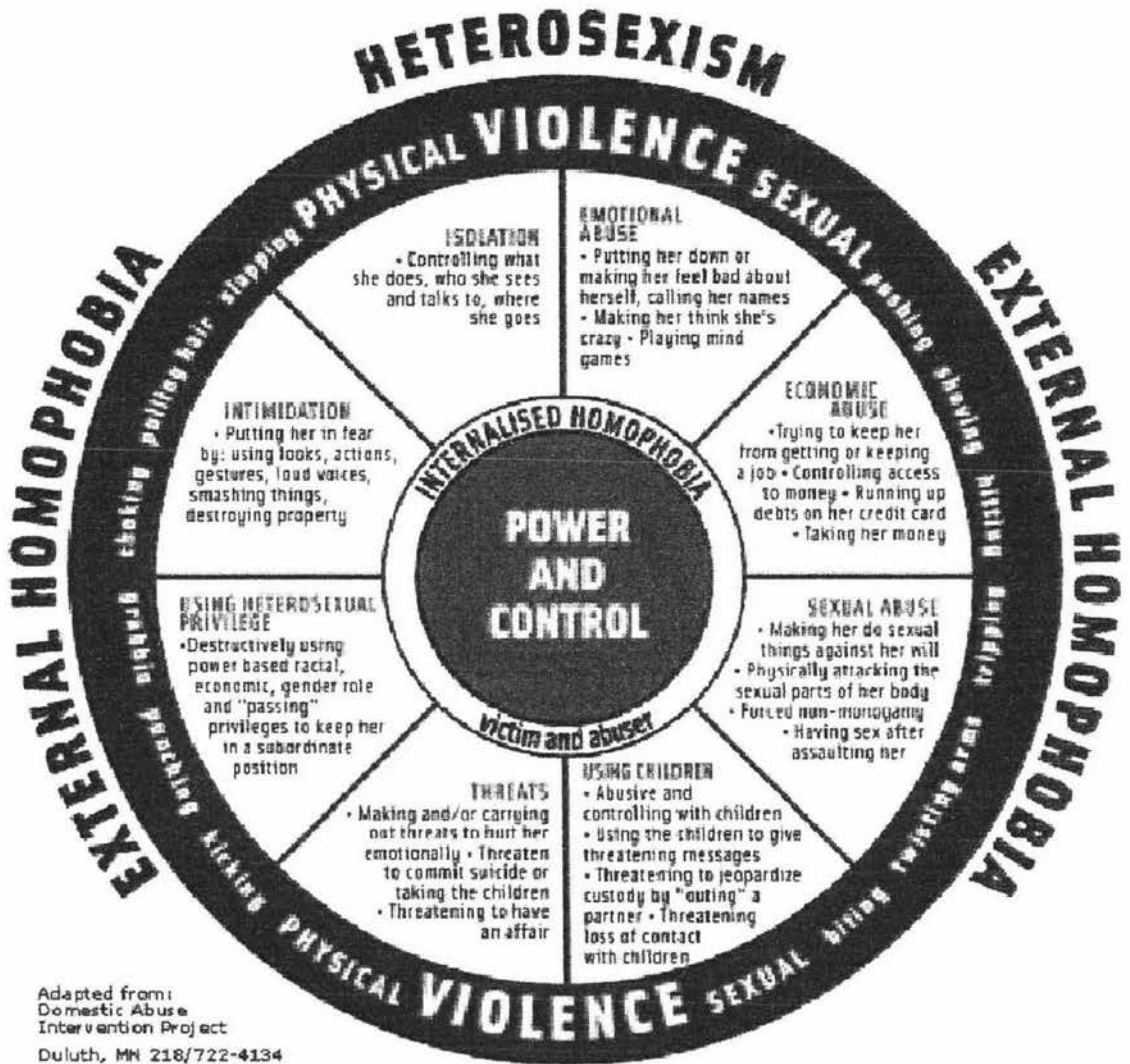 HETEROSEXISM
EXTERNAL HOMOPHOBIA
EXTERNAL HOMOPHOBIA
PHYSICAL VIOLENCE SEXUAL
pushing shoving hitting tripping twisting arms biting
SEXUAL VIOLENCE PHYSICAL
kicking punching grabbing choking pulling hair slapping
ISOLATION
• Controlling what
she does, who she sees
and talks to, where
she goes
EMOTIONAL
ABUSE
• Putting her down or
making her feel bad about
herself, calling her names
• Making her think she's
crazy • Playing mind
games
INTIMIDATION
• Putting her in fear
by: using looks, actions,
gestures, loud voices,
smashing things,
destroying property
ECONOMIC
ABUSE
•Trying to keep her
from getting or keeping
a job • Controlling access
to money • Running up
debts on her credit card
• Taking her money
INTERNALISED HOMOPHOBIA
POWER
AND
CONTROL
victim and abuser
USING HETEROSEXUAL
PRIVILEGE
•Destructively using
power based racial,
economic, gender role
and "passing"
privileges to keep her
in a subordinate
position
SEXUAL ABUSE
• Making her do sexual
things against her will
• Physically attacking the
sexual parts of her body
• Forced non-monogamy
• Having sex after
assaulting her
THREATS
• Making and/or carrying
out threats to hurt her
emotionally • Threaten
to commit suicide or
taking the children
• Threatening to have
an affair
USING CHILDREN
• Abusive and
controlling with children
• Using the children to give
threatening messages
• Threatening to jeopardize
custody by "outing" a
partner • Threatening
loss of contact
with children
Adapted from:
Domestic Abuse
Intervention Project
Duluth, MN 218/722-4134